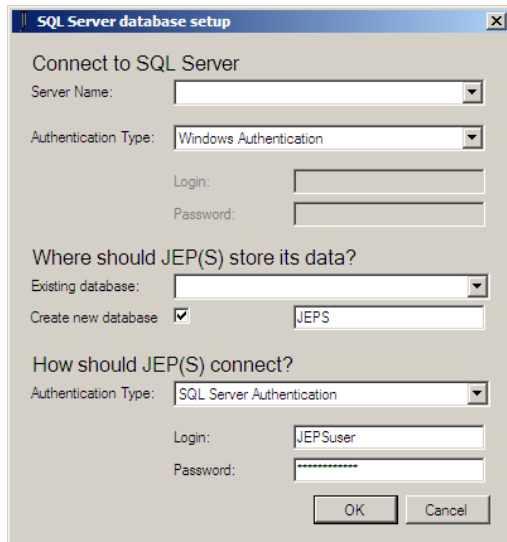 SQL Server database setup
Connect to SQL Server
Server Name:
Authentication Type: Windows Authentication
Login:
Password:
Where should JEP(S) store its data?
Existing database:
Create new database JEPS
How should JEP(S) connect?
Authentication Type: SQL Server Authentication
Login: JEPSuser
Password: ************
OK Cancel